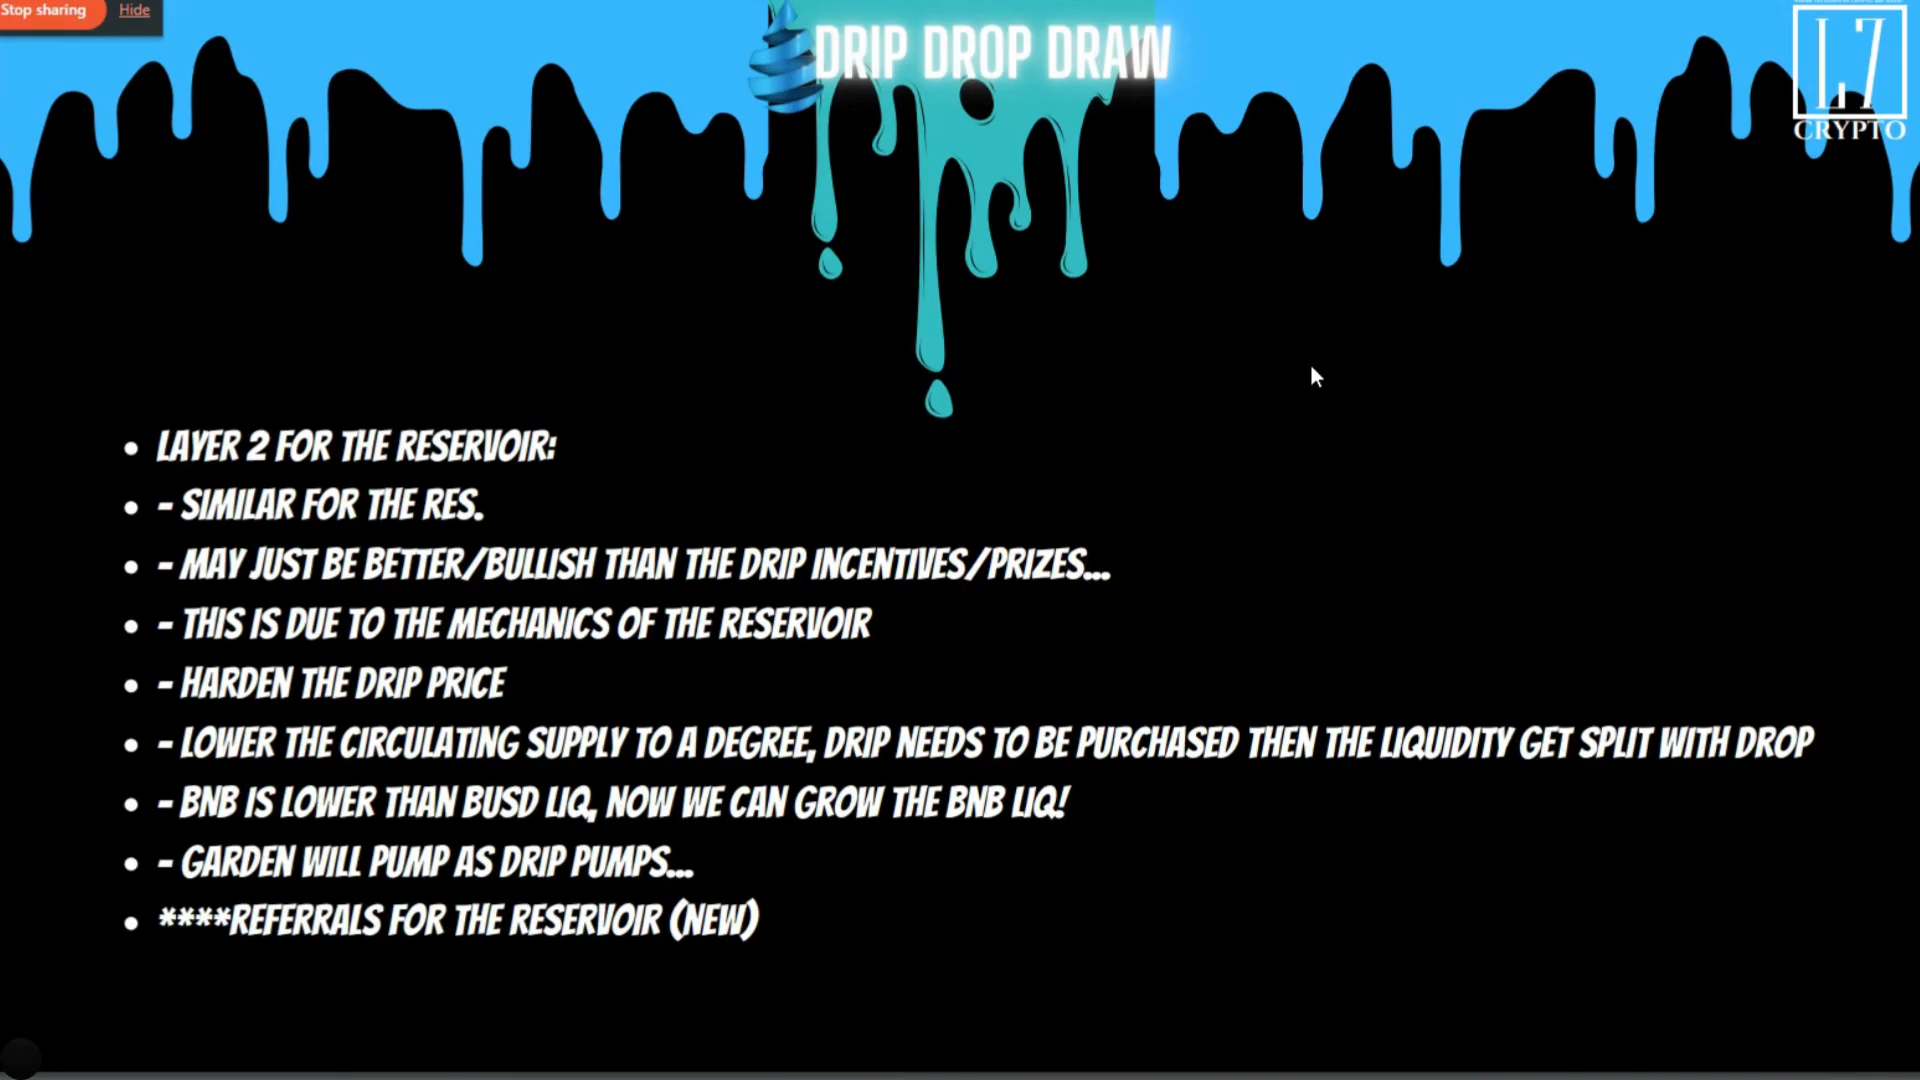 Stop sharing Hide
DRIP DROP DRAW
L7
CRYPTO
• LAYER 2 FOR THE RESERVOIR:
• - SIMILAR FOR THE RES.
• - MAY JUST BE BETTER/BULLISH THAN THE DRIP INCENTIVES/PRIZES...
• - THIS IS DUE TO THE MECHANICS OF THE RESERVOIR
• - HARDEN THE DRIP PRICE
• - LOWER THE CIRCULATING SUPPLY TO A DEGREE, DRIP NEEDS TO BE PURCHASED THEN THE LIQUIDITY GET SPLIT WITH DROP
• - BNB IS LOWER THAN BUSD LIQ, NOW WE CAN GROW THE BNB LIQ!
• - GARDEN WILL PUMP AS DRIP PUMPS...
• ****REFERRALS FOR THE RESERVOIR (NEW)